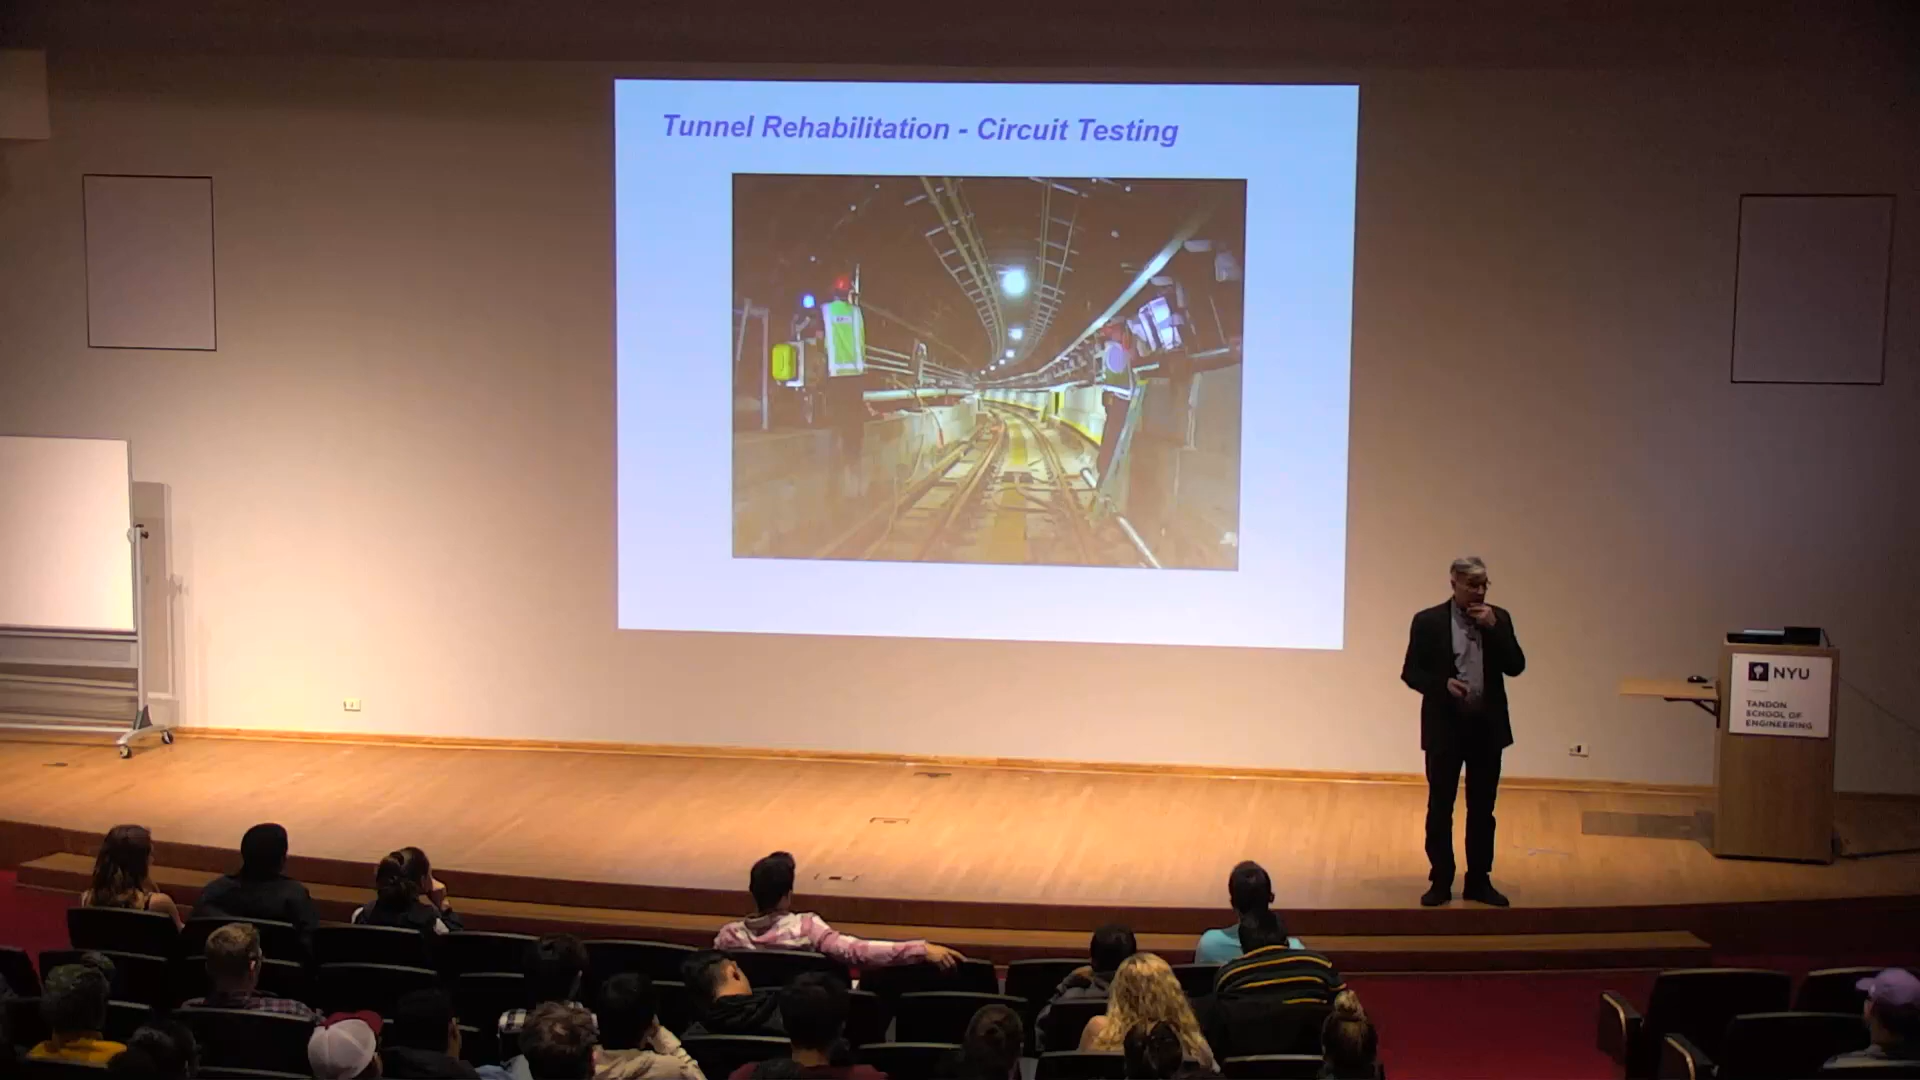 Tunnel Rehabilitation - Circuit Testing
NYU
TANDON
SCHOOL OF
ENGINEERING